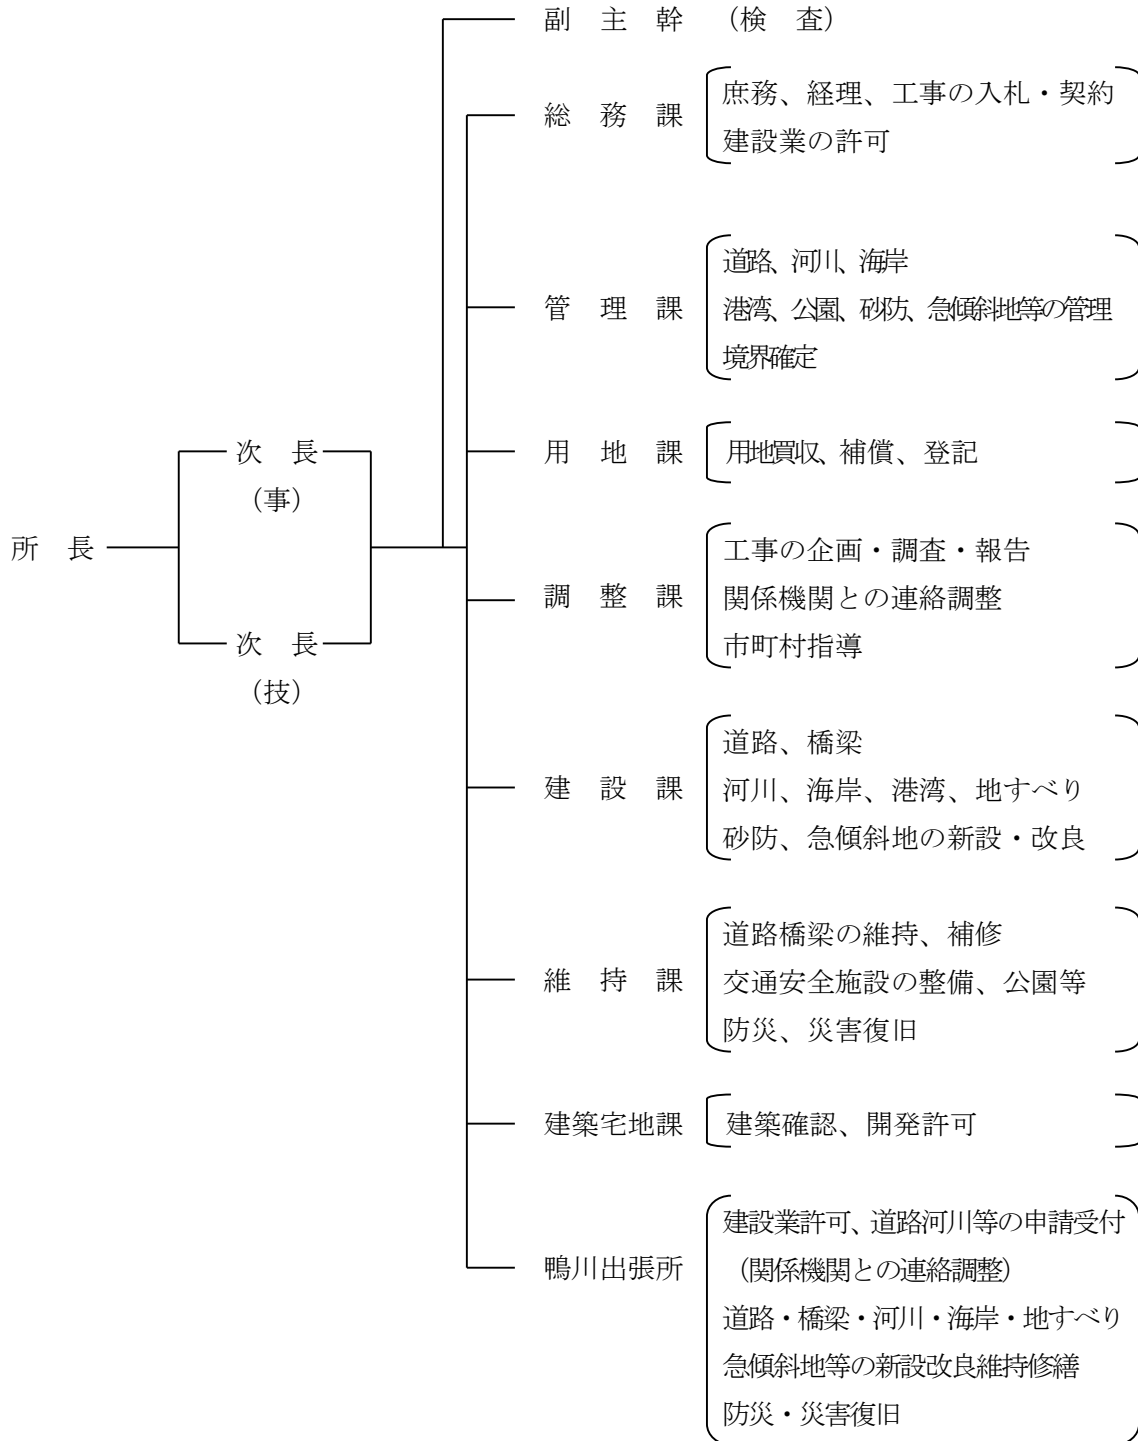 副　主　幹　（検　査）
総　務　課
庶務、経理、工事の入札・契約
建設業の許可
管　理　課
道路、河川、海岸
港湾、公園、砂防、急傾斜地等の管理
境界確定
用　地　課
用地買収、補償、登記
所　長
次　長
（事）
次　長
（技）
調　整　課
工事の企画・調査・報告
関係機関との連絡調整
市町村指導
建　設　課
道路、橋梁
河川、海岸、港湾、地すべり
砂防、急傾斜地の新設・改良
維　持　課
道路橋梁の維持、補修
交通安全施設の整備、公園等
防災、災害復旧
建築宅地課
建築確認、開発許可
鴨川出張所
建設業許可、道路河川等の申請受付
（関係機関との連絡調整）
道路・橋梁・河川・海岸・地すべり
急傾斜地等の新設改良維持修繕
防災・災害復旧